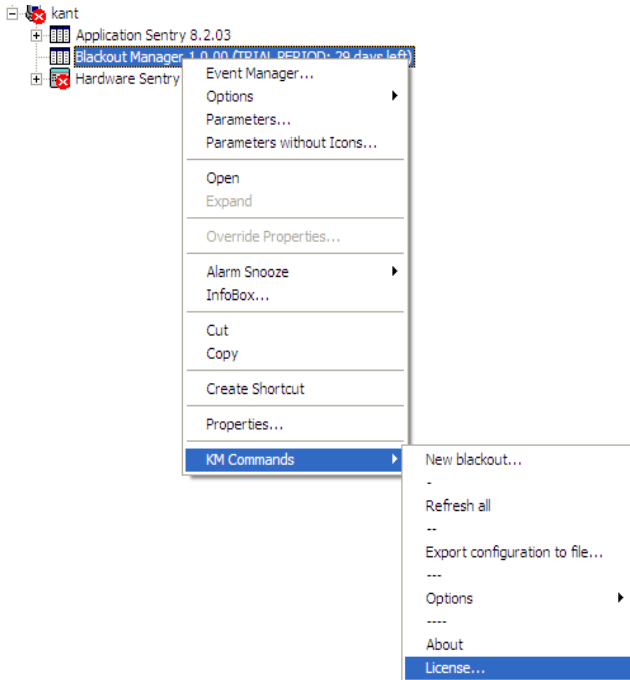 kant
Application Sentry 8.2.03
Blackout Manager 1.0.00 (TRIAL PERIOD: 29 days left)
Hardware Sentry
Event Manager...
Options
Parameters...
Parameters without Icons...
Open
Expand
Override Properties...
Alarm Snooze
InfoBox...
Cut
Copy
Create Shortcut
Properties...
KM Commands
New blackout...
-
Refresh all
--
Export configuration to file...
---
Options
----
About
License...